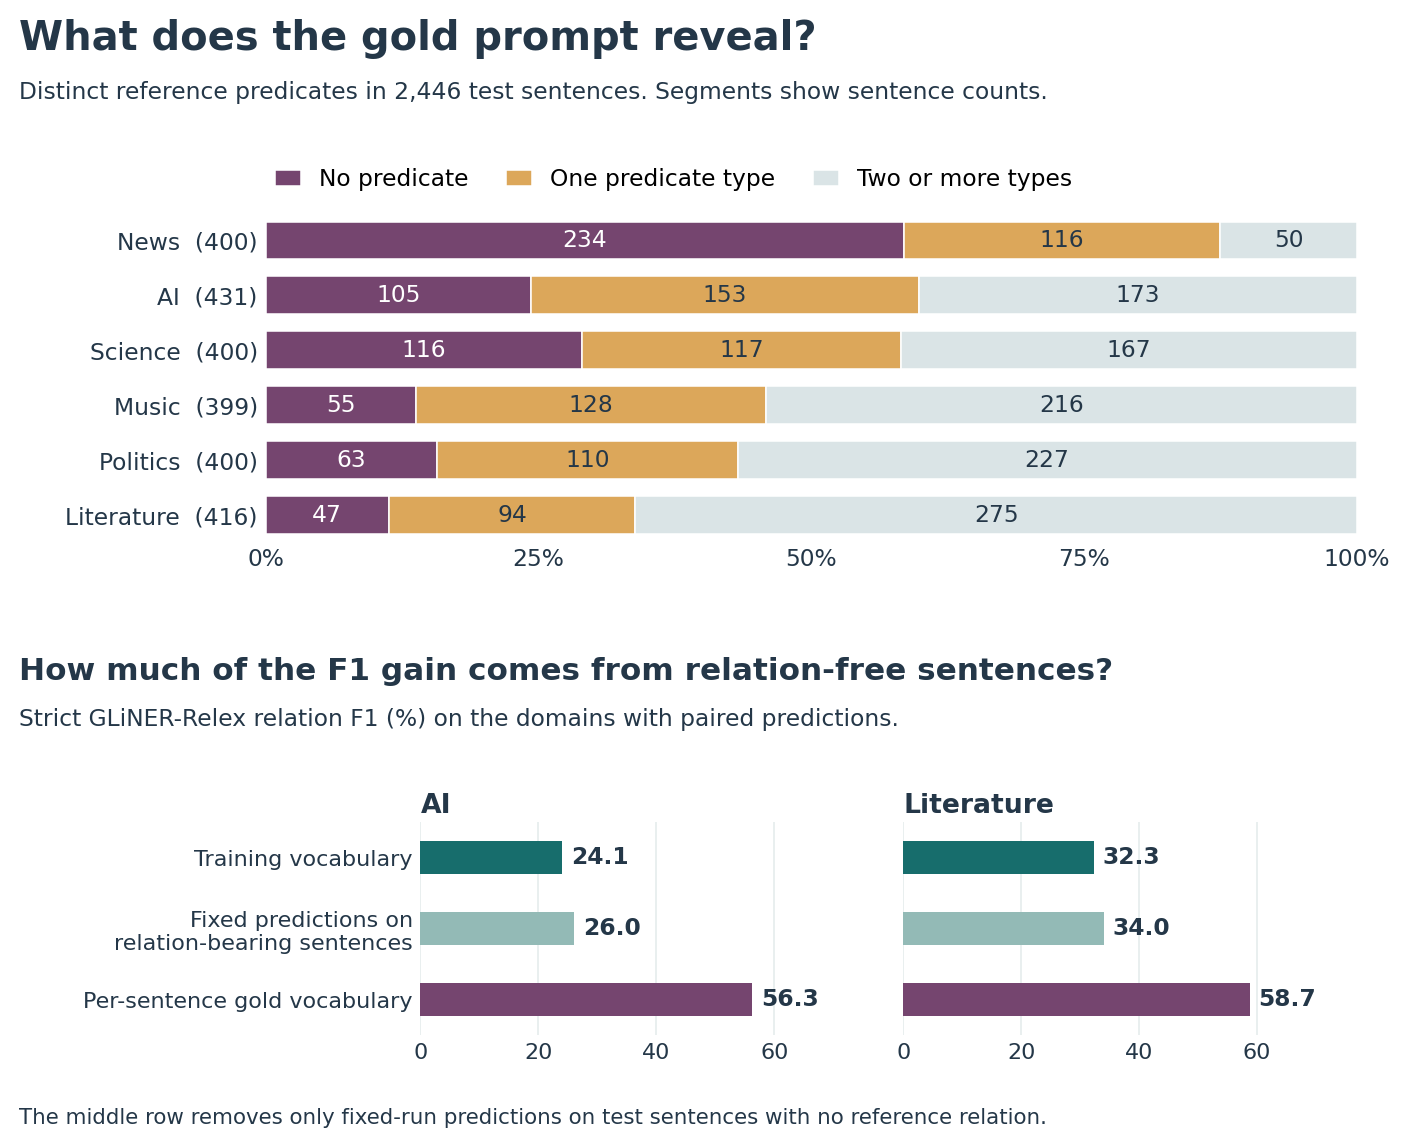 What does the gold prompt reveal?
Distinct reference predicates in 2,446 test sentences. Segments show sentence counts.
No predicate One predicate type Two or more types
News (400) 234 116 50
AI (431) 105 153 173
Science (400) 116 117 167
Music (399) 55 128 216
Politics (400) 63 110 227
Literature (416) 47 94 275
0% 25% 50% 75% 100%
How much of the F1 gain comes from relation-free sentences?
Strict GLiNER-Relex relation F1 (%) on the domains with paired predictions.
AI Literature
Training vocabulary 24.1 32.3
Fixed predictions on
relation-bearing sentences 26.0 34.0
Per-sentence gold vocabulary 56.3 58.7
0 20 40 60 0 20 40 60
The middle row removes only fixed-run predictions on test sentences with no reference relation.